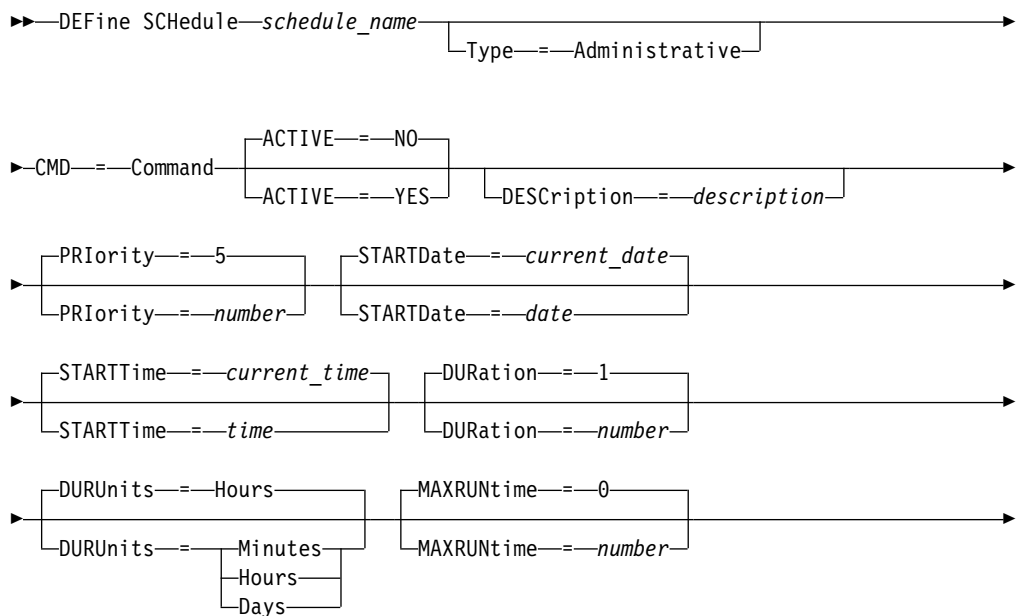 DEFine SCHedule schedule_name
Type = Administrative
CMD = Command
ACTIVE = NO
ACTIVE = YES
DESCription = description
PRIority = 5
PRIority = number
STARTDate = current_date
STARTDate = date
STARTTime = current_time
STARTTime = time
DURation = 1
DURation = number
DURUnits = Hours
DURUnits = Minutes
Hours
Days
MAXRUNtime = 0
MAXRUNtime = number